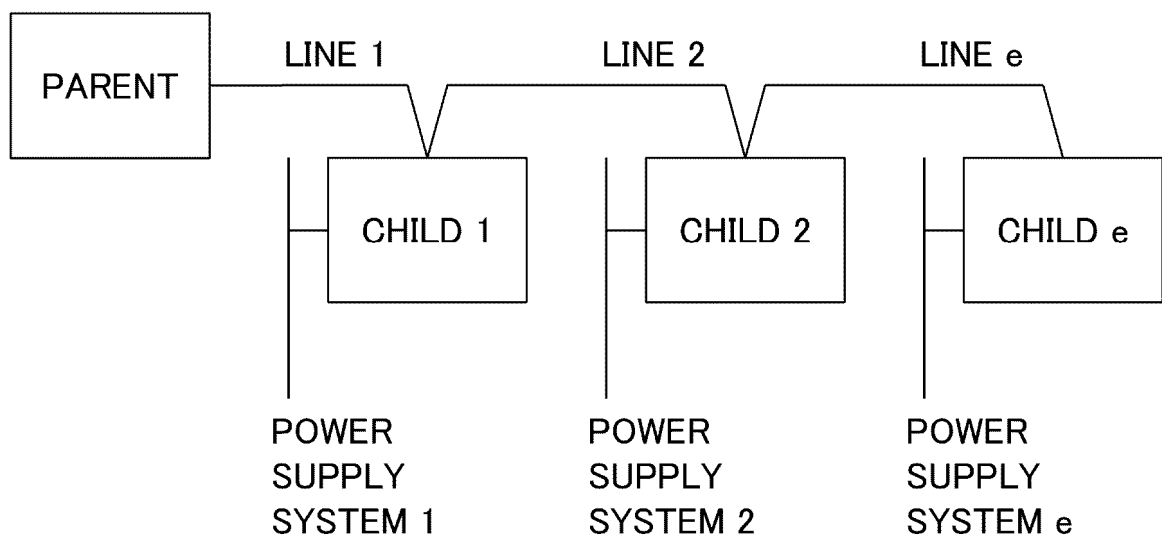 LINE 1
LINE 2
LINE e
PARENT
CHILD 1
CHILD 2
CHILD e
POWER
SUPPLY
SYSTEM 1
POWER
SUPPLY
SYSTEM 2
POWER
SUPPLY
SYSTEM e